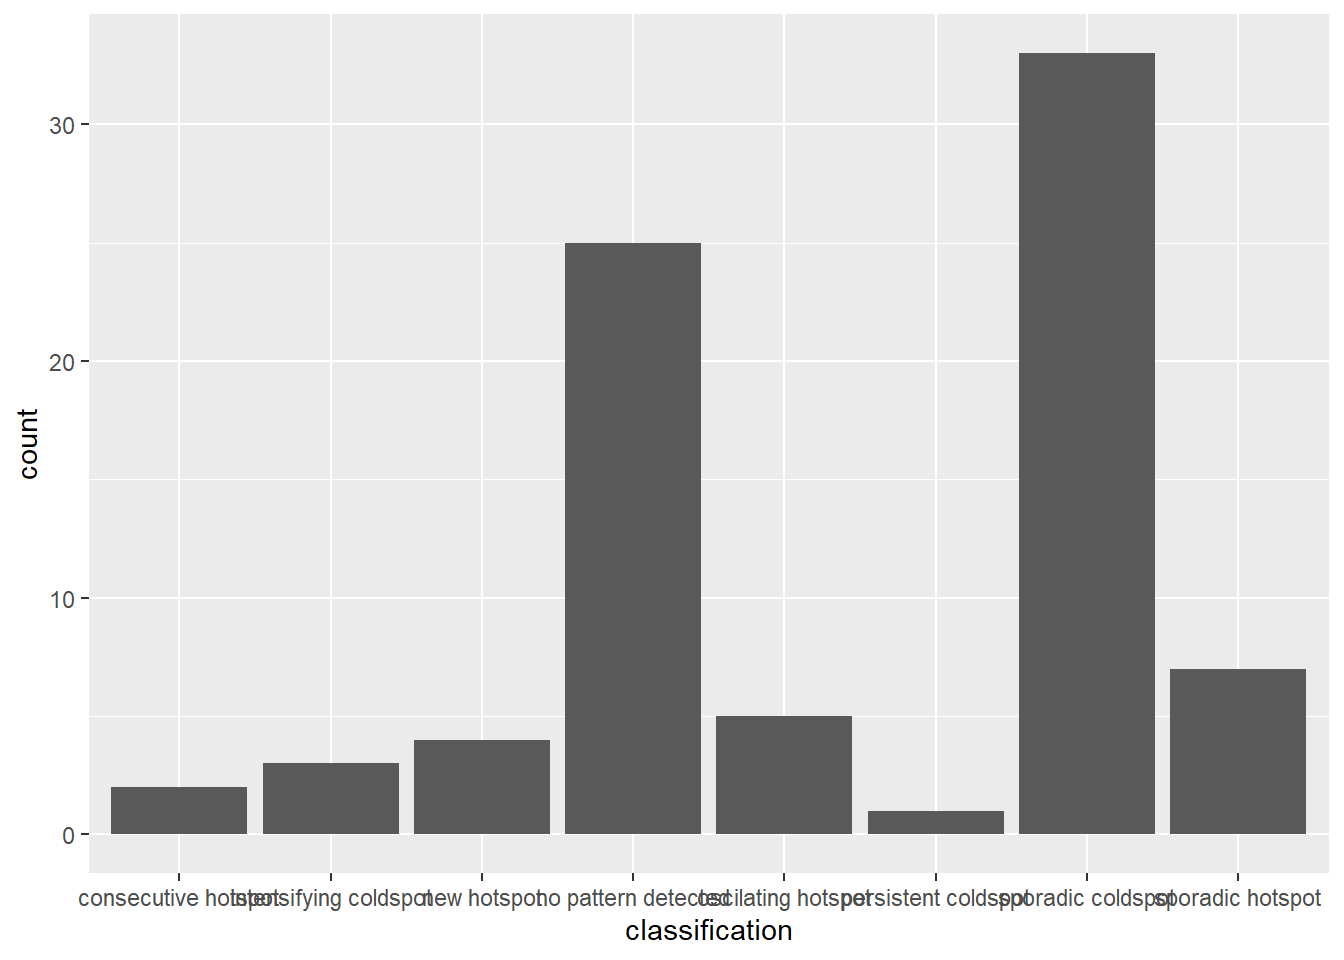 30
20
10
0
count
consecutive hotspot intensifying coldspot new hotspot no pattern detected oscilating hotspot persistent coldspot sporadic coldspot sporadic hotspot
classification